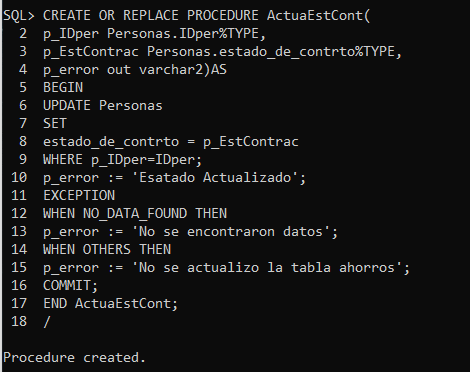 SQL> CREATE OR REPLACE PROCEDURE ActuaEstCont(
2 p_IDper Personas.IDper%TYPE,
3 p_EstContrac Personas.estado_de_contrto%TYPE,
4 p_error out varchar2)AS
5 BEGIN
6 UPDATE Personas
7 SET
8 estado_de_contrto = p_EstContrac
9 WHERE p_IDper=IDper;
10 p_error := 'Esatado Actualizado';
11 EXCEPTION
12 WHEN NO_DATA_FOUND THEN
13 p_error := 'No se encontraron datos';
14 WHEN OTHERS THEN
15 p_error := 'No se actualizo la tabla ahorros';
16 COMMIT;
17 END ActuaEstCont;
18 /
Procedure created.